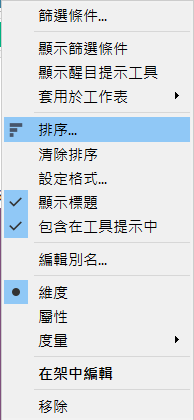 篩選條件...
顯示篩選條件
顯示醒目提示工具
套用於工作表
排序...
清除排序
設定格式...
顯示標題
包含在工具提示中
編輯別名...
維度
屬性
度量
在架中編輯
移除